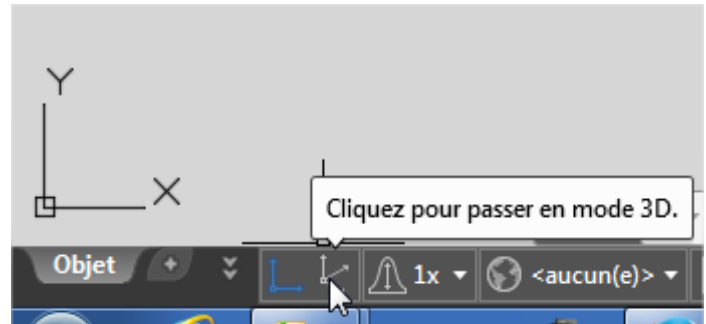 Y
X
Cliquez pour passer en mode 3D.
Objet + 1x <aucun(e)>